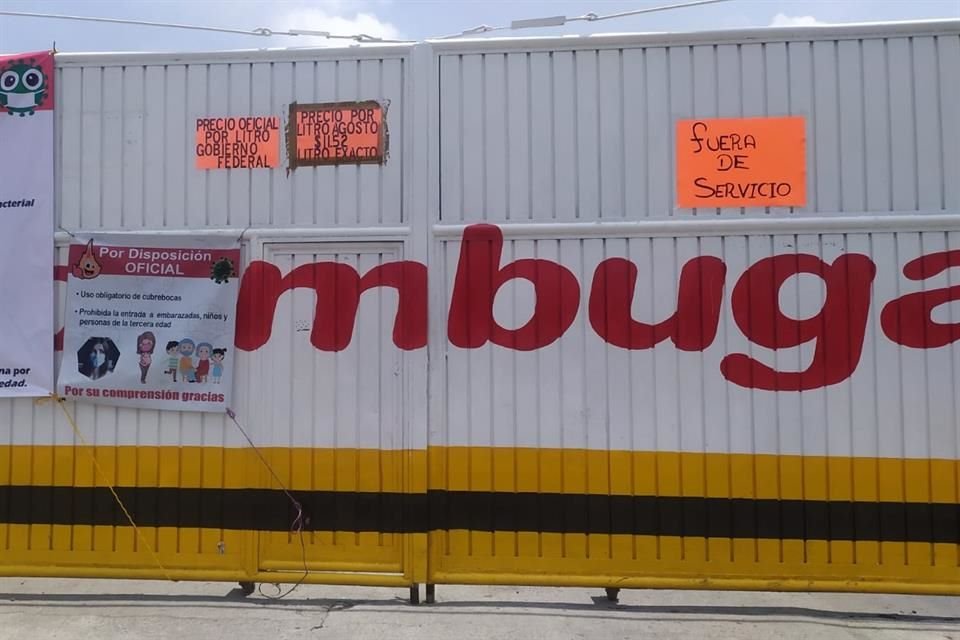 PRECIO OFICIAL
POR LITRO
GOBIERNO
FEDERAL
PRECIO POR
LITRO AGOSTO
$11.52
LITRO EXACTO
FUERA
DE
SERVICIO
cterial
na por
edad.
Por Disposición
OFICIAL
• Uso obligatorio de cubrebocas
• Prohibida la entrada a embarazadas, niños y
personas de la tercera edad
Por su comprensión gracías
mbuga